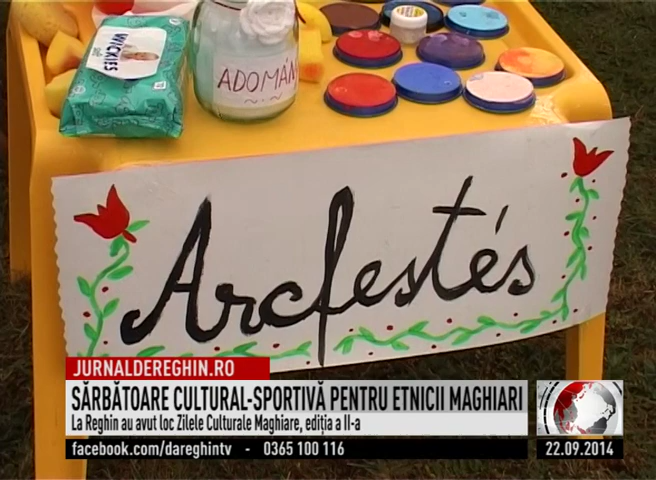 WICKIES
ADOMÁN
Arcfestés
JURNALDEREGHIN.RO
SĂRBĂTOARE CULTURAL-SPORTIVĂ PENTRU ETNICII MAGHIARI
La Reghin au avut loc Zilele Culturale Maghiare, ediția a II-a
facebook.com/dareghintv - 0365 100 116
22.09.2014